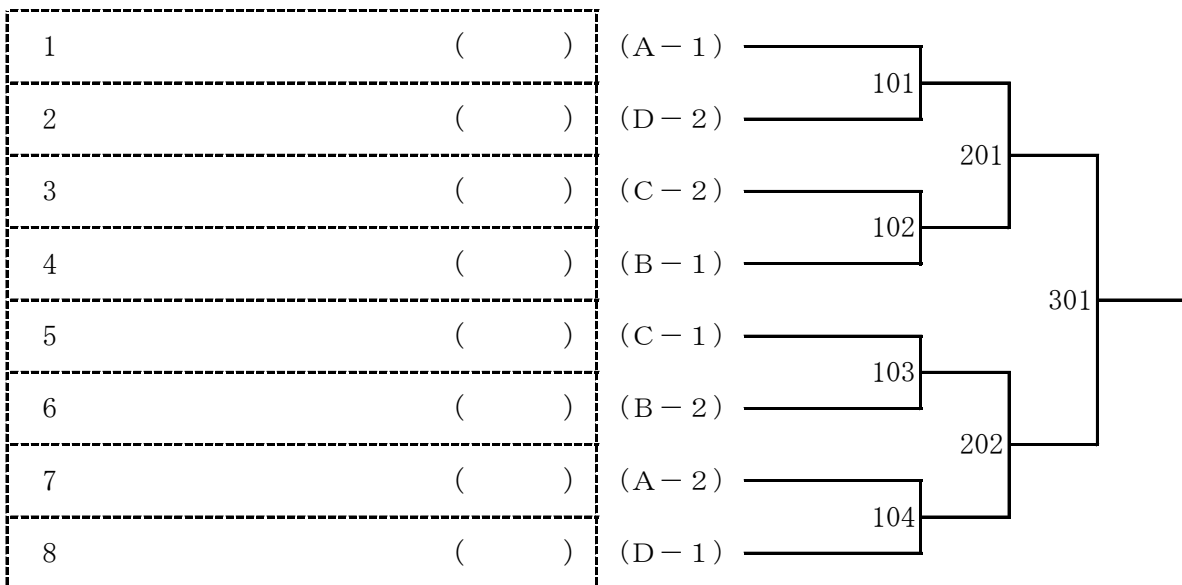 1 (      ) (A-1)
101
2 (      ) (D-2)
201
3 (      ) (C-2)
102
4 (      ) (B-1)
301
5 (      ) (C-1)
103
6 (      ) (B-2)
202
7 (      ) (A-2)
104
8 (      ) (D-1)